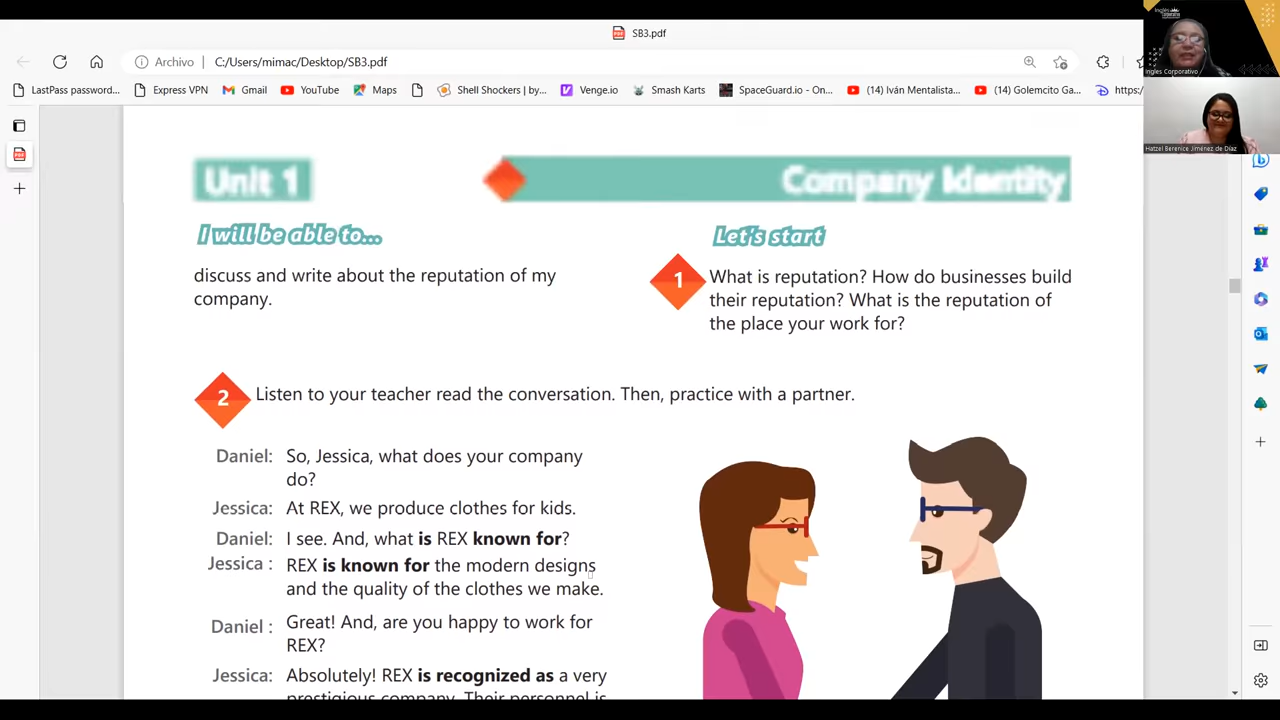 SB3.pdf
Archivo
C:/Users/mimac/Desktop/SB3.pdf
LastPass password...
Express VPN
Gmail
YouTube
Maps
Shell Shockers | by...
Venge.io
Smash Karts
SpaceGuard.io - On...
(14) Iván Mentalista...
(14) Golemcito Ga...
https:/
Ingles Corporativo
Hatzel Berenice Jiménez de Díaz
Unit 1
Company Identity
I will be able to...
discuss and write about the reputation of my
company.
Let's start
1
What is reputation? How do businesses build
their reputation? What is the reputation of
the place your work for?
2
Listen to your teacher read the conversation. Then, practice with a partner.
Daniel: So, Jessica, what does your company
do?
Jessica: At REX, we produce clothes for kids.
Daniel: I see. And, what is REX known for?
Jessica : REX is known for the modern designs
and the quality of the clothes we make.
Daniel : Great! And, are you happy to work for
REX?
Jessica: Absolutely! REX is recognized as a very
prestigious company. Their personnel is